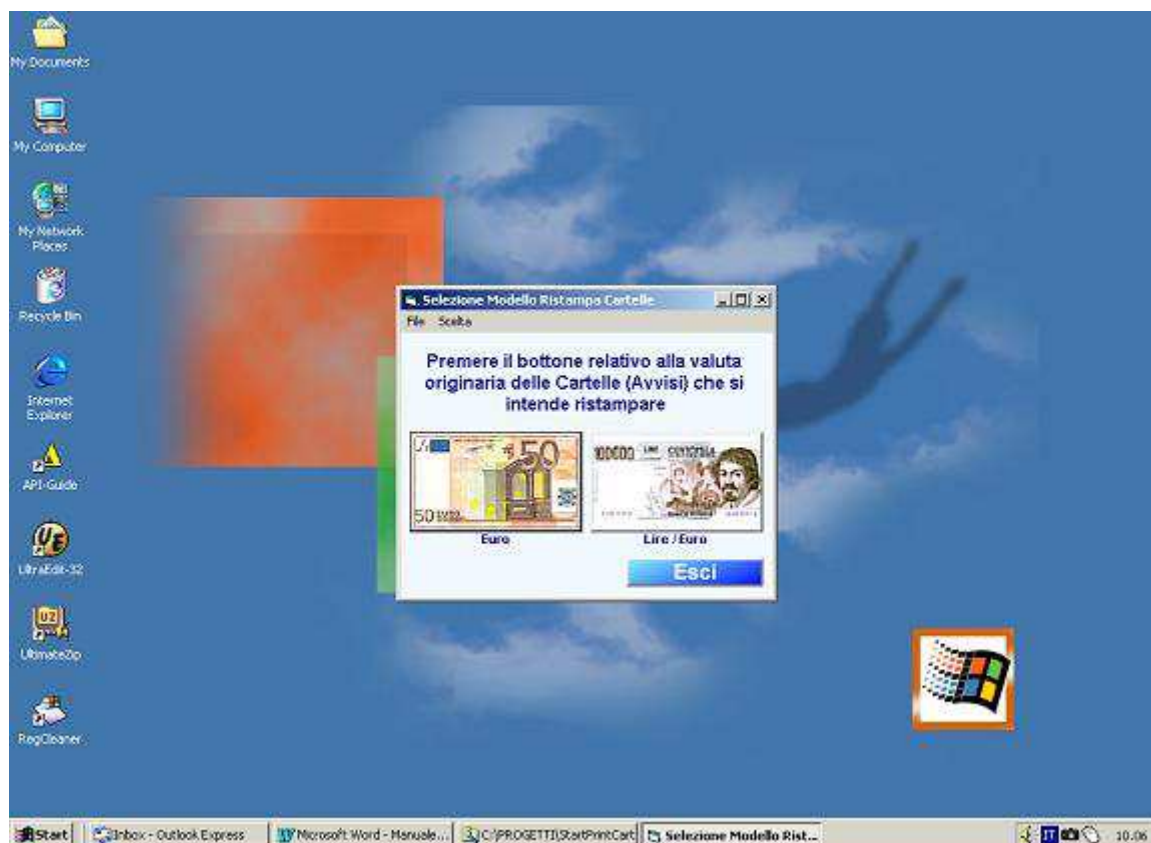 My Documents
My Computer
My Network
Places
Recycle Bin
Internet
Explorer
API-Guide
UltraEdit-32
UltimateZip
RegCleaner
Selezione Modello Ristampa Cartelle
File Scelta
Premere il bottone relativo alla valuta
originaria delle Cartelle (Avvisi) che si
intende ristampare
50
50
100000 LIRE
Euro
Lire / Euro
Esci
Start
Inbox - Outlook Express
Microsoft Word - Manuale...
C:\PROGETTI\StartPrintCart
Selezione Modello Rist...
IT
10.06